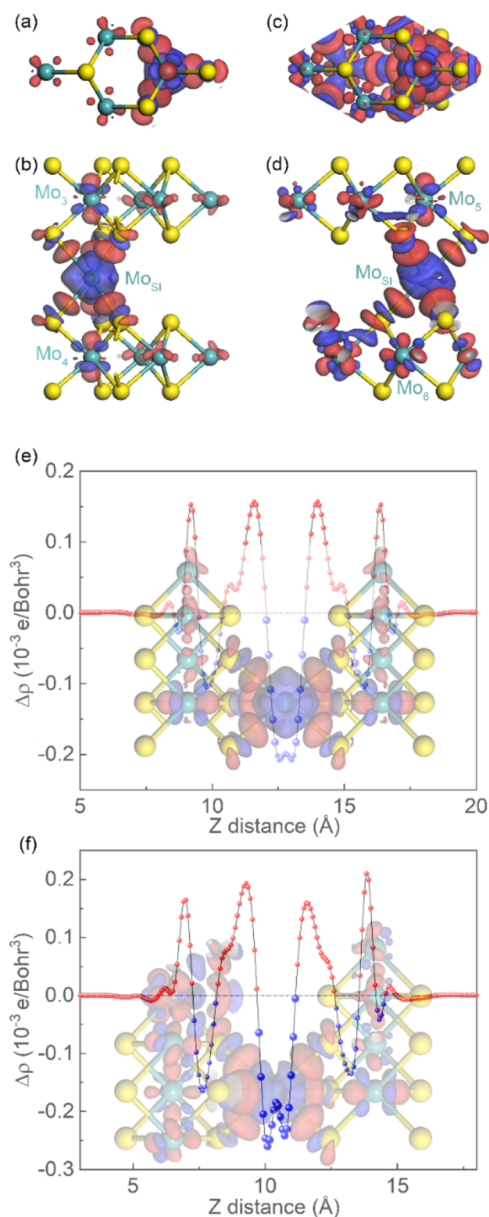 (a)
(c)
(b)
(d)
Mo3
Mo5
MoSI
MoSI
Mo4
Mo6
(e)
0.2
0.1
0.0
-0.1
-0.2
Δρ (10⁻³ e/Bohr³)
5 10 15 20
Z distance (Å)
(f)
0.2
0.1
0.0
-0.1
-0.2
-0.3
Δρ (10⁻³ e/Bohr³)
5 10 15
Z distance (Å)